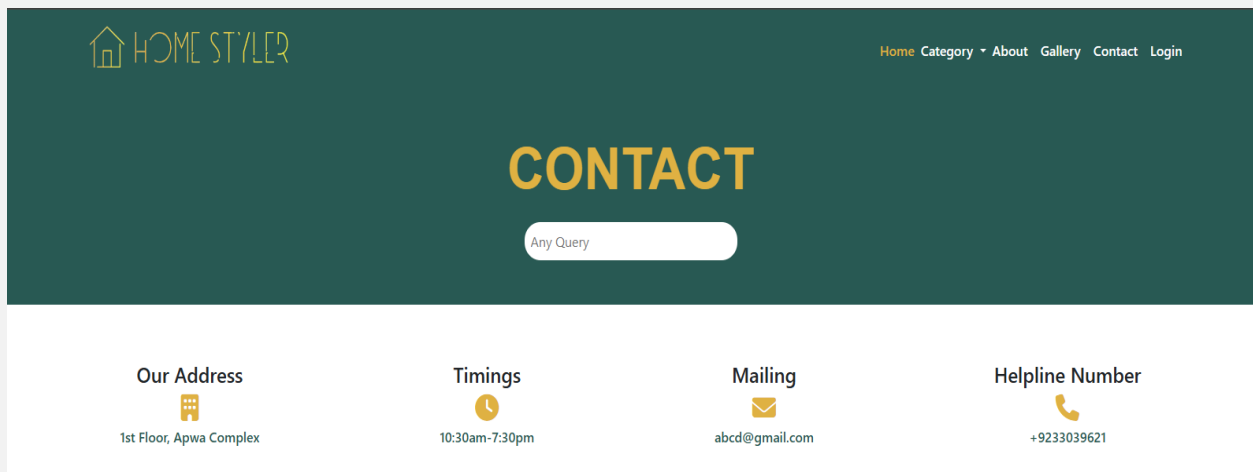 HOME STYLER
Home Category About Gallery Contact Login
CONTACT
Any Query
Our Address Timings Mailing Helpline Number
1st Floor, Apwa Complex 10:30am-7:30pm abcd@gmail.com +9233039621